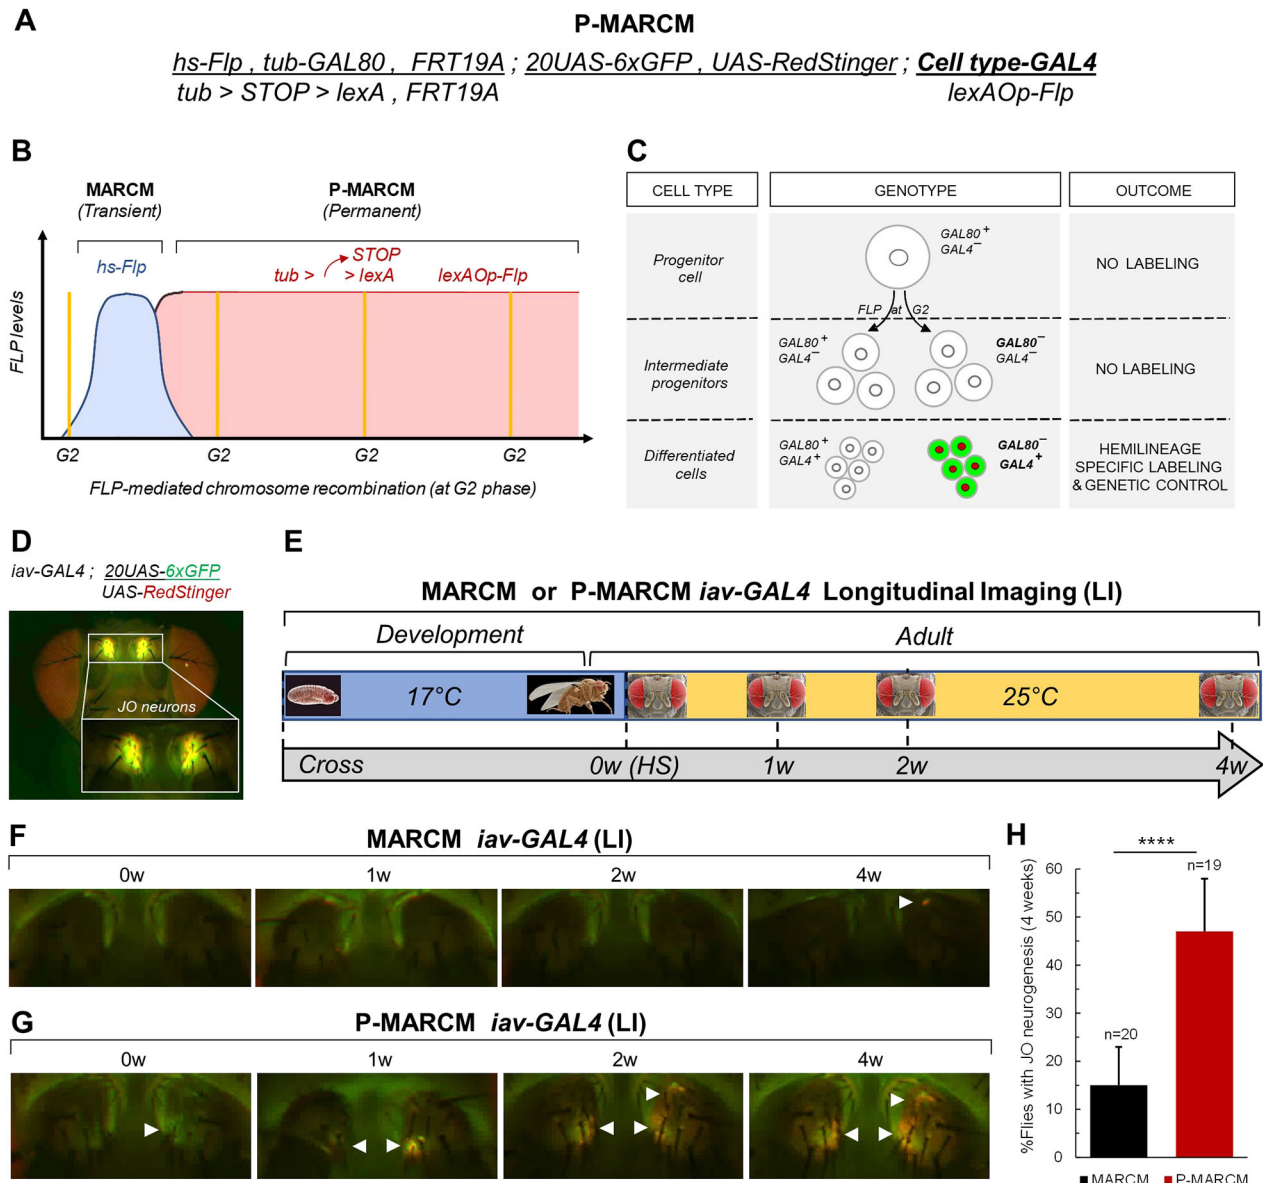 A
P-MARCM
hs-Flp , tub-GAL80 , FRT19A ; 20UAS-6xGFP , UAS-RedStinger ; Cell type-GAL4
tub > STOP > lexA , FRT19A lexAOp-Flp
B
MARCM
(Transient)
P-MARCM
(Permanent)
hs-Flp
STOP
tub > > lexA lexAOp-Flp
FLP levels
G2 G2 G2 G2
FLP-mediated chromosome recombination (at G2 phase)
C
CELL TYPE GENOTYPE OUTCOME
Progenitor
cell
GAL80+
GAL4−
NO LABELING
FLP at G2
Intermediate
progenitors
GAL80+
GAL4−
GAL80−
GAL4−
NO LABELING
Differentiated
cells
GAL80+
GAL4+
GAL80−
GAL4+
HEMILINEAGE
SPECIFIC LABELING
& GENETIC CONTROL
D
iav-GAL4 ; 20UAS-6xGFP
UAS-RedStinger
JO neurons
E
MARCM or P-MARCM iav-GAL4 Longitudinal Imaging (LI)
Development Adult
17°C 25°C
Cross 0w (HS) 1w 2w 4w
F
MARCM iav-GAL4 (LI)
0w 1w 2w 4w
G
P-MARCM iav-GAL4 (LI)
0w 1w 2w 4w
H
****
n=19
n=20
%Flies with JO neurogenesis (4 weeks)
60
50
40
30
20
10
0
MARCM P-MARCM